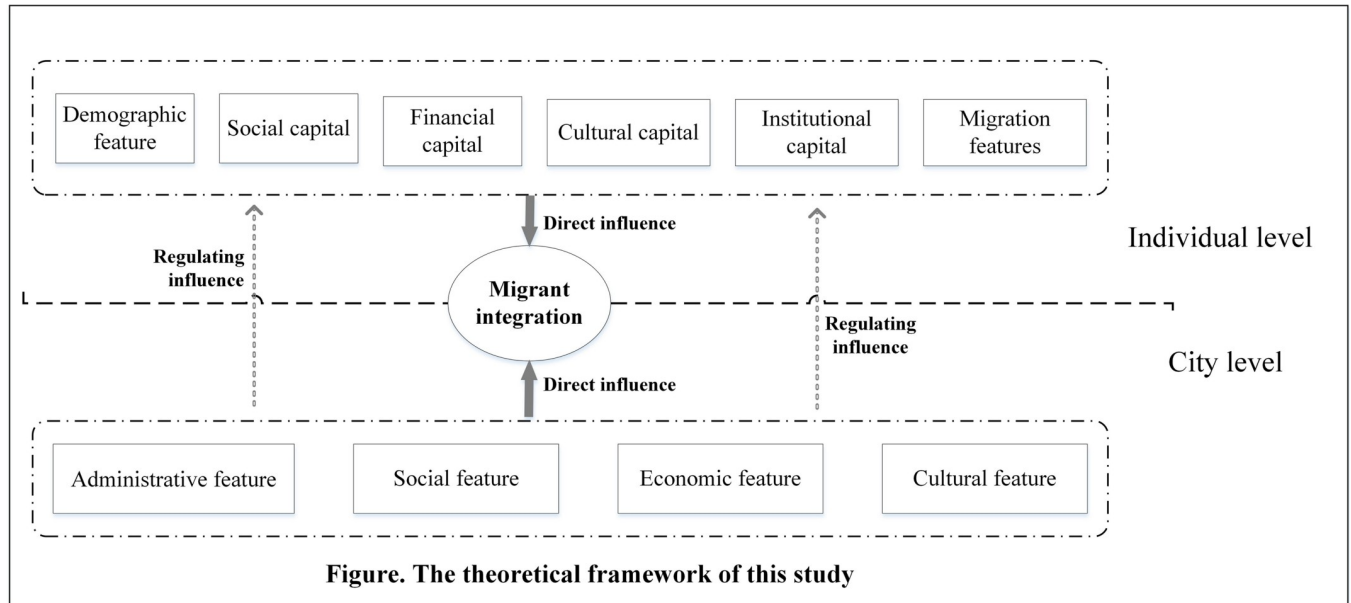 Demographic
feature
Social capital
Financial
capital
Cultural capital
Institutional
capital
Migration
features
Direct influence
Regulating
influence
Individual level
Migrant
integration
Regulating
influence
City level
Direct influence
Administrative feature
Social feature
Economic feature
Cultural feature
Figure. The theoretical framework of this study